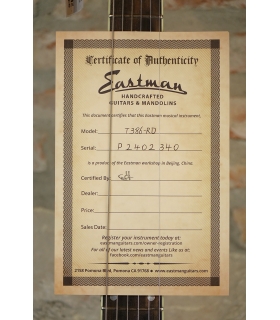 Certificate of Authenticity
Eastman
HANDCRAFTED
GUITARS & MANDOLINS
This document certifies that this Eastman musical instrument,
Model: T386-RD
Serial: P2402340
is a product of the Eastman workshop in Beijing, China.
Certified By:
Dealer:
Price:
Sales Date:
Register your instrument today at:
eastmanguitars.com/owner-registration
For all of our latest news and events Like us at:
facebook.com/eastmanguitars
2158 Pomona Blvd, Pomona CA 91768 ★ www.eastmanguitars.com